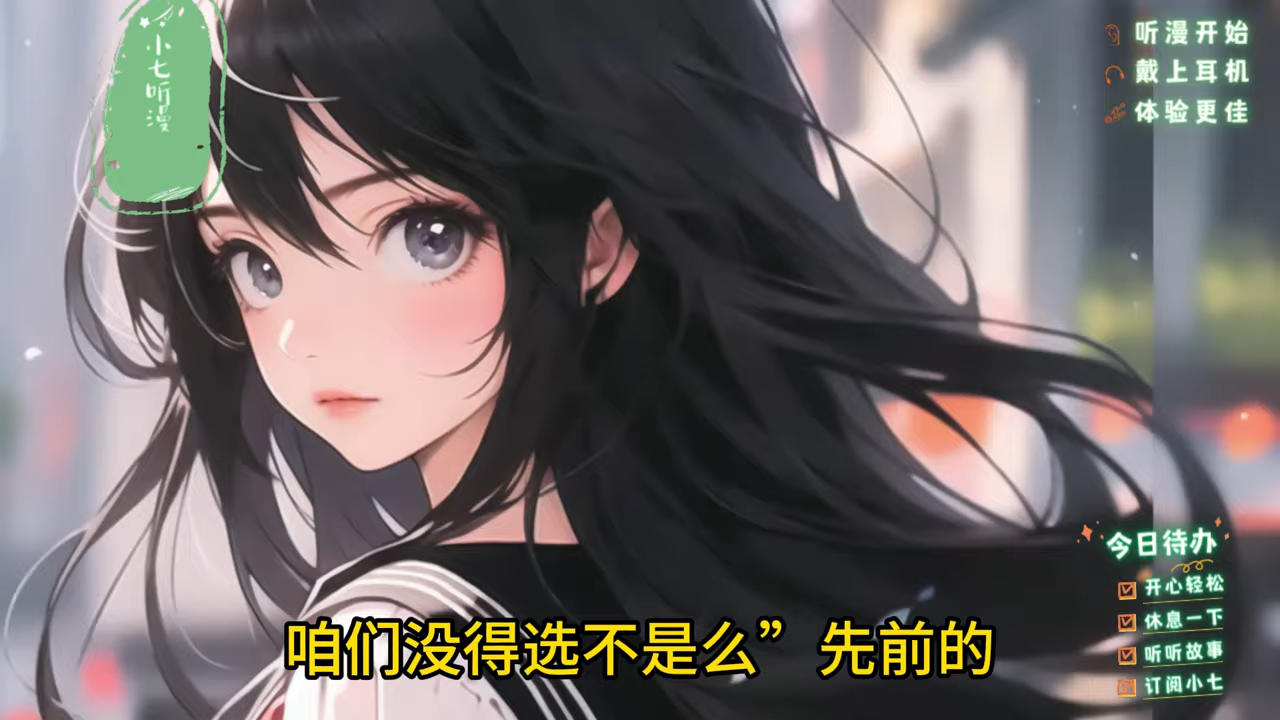 小七听漫
听漫开始
戴上耳机
体验更佳
今日待办
开心轻松
休息一下
听听故事
订阅小七
咱们没得选不是么”先前的